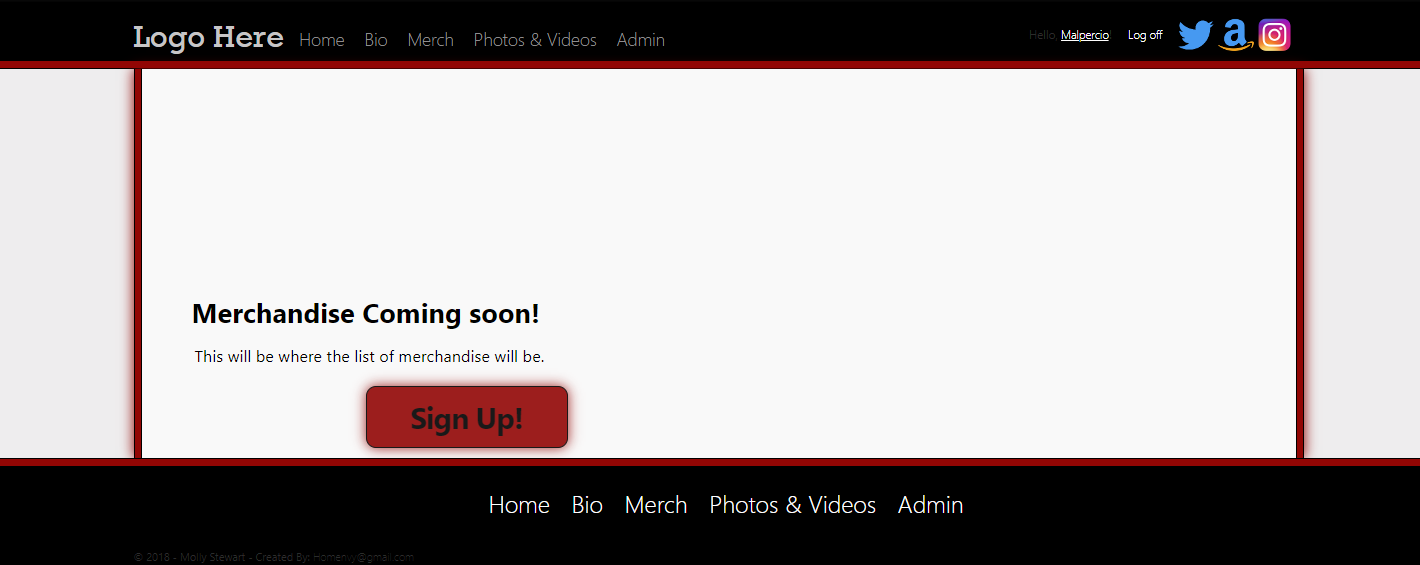 Logo Here Home Bio Merch Photos & Videos Admin Hello, Malpercio! Log off
Merchandise Coming soon!
This will be where the list of merchandise will be.
Sign Up!
Home Bio Merch Photos & Videos Admin
© 2018 - Molly Stewart - Created By: Homenvy@gmail.com